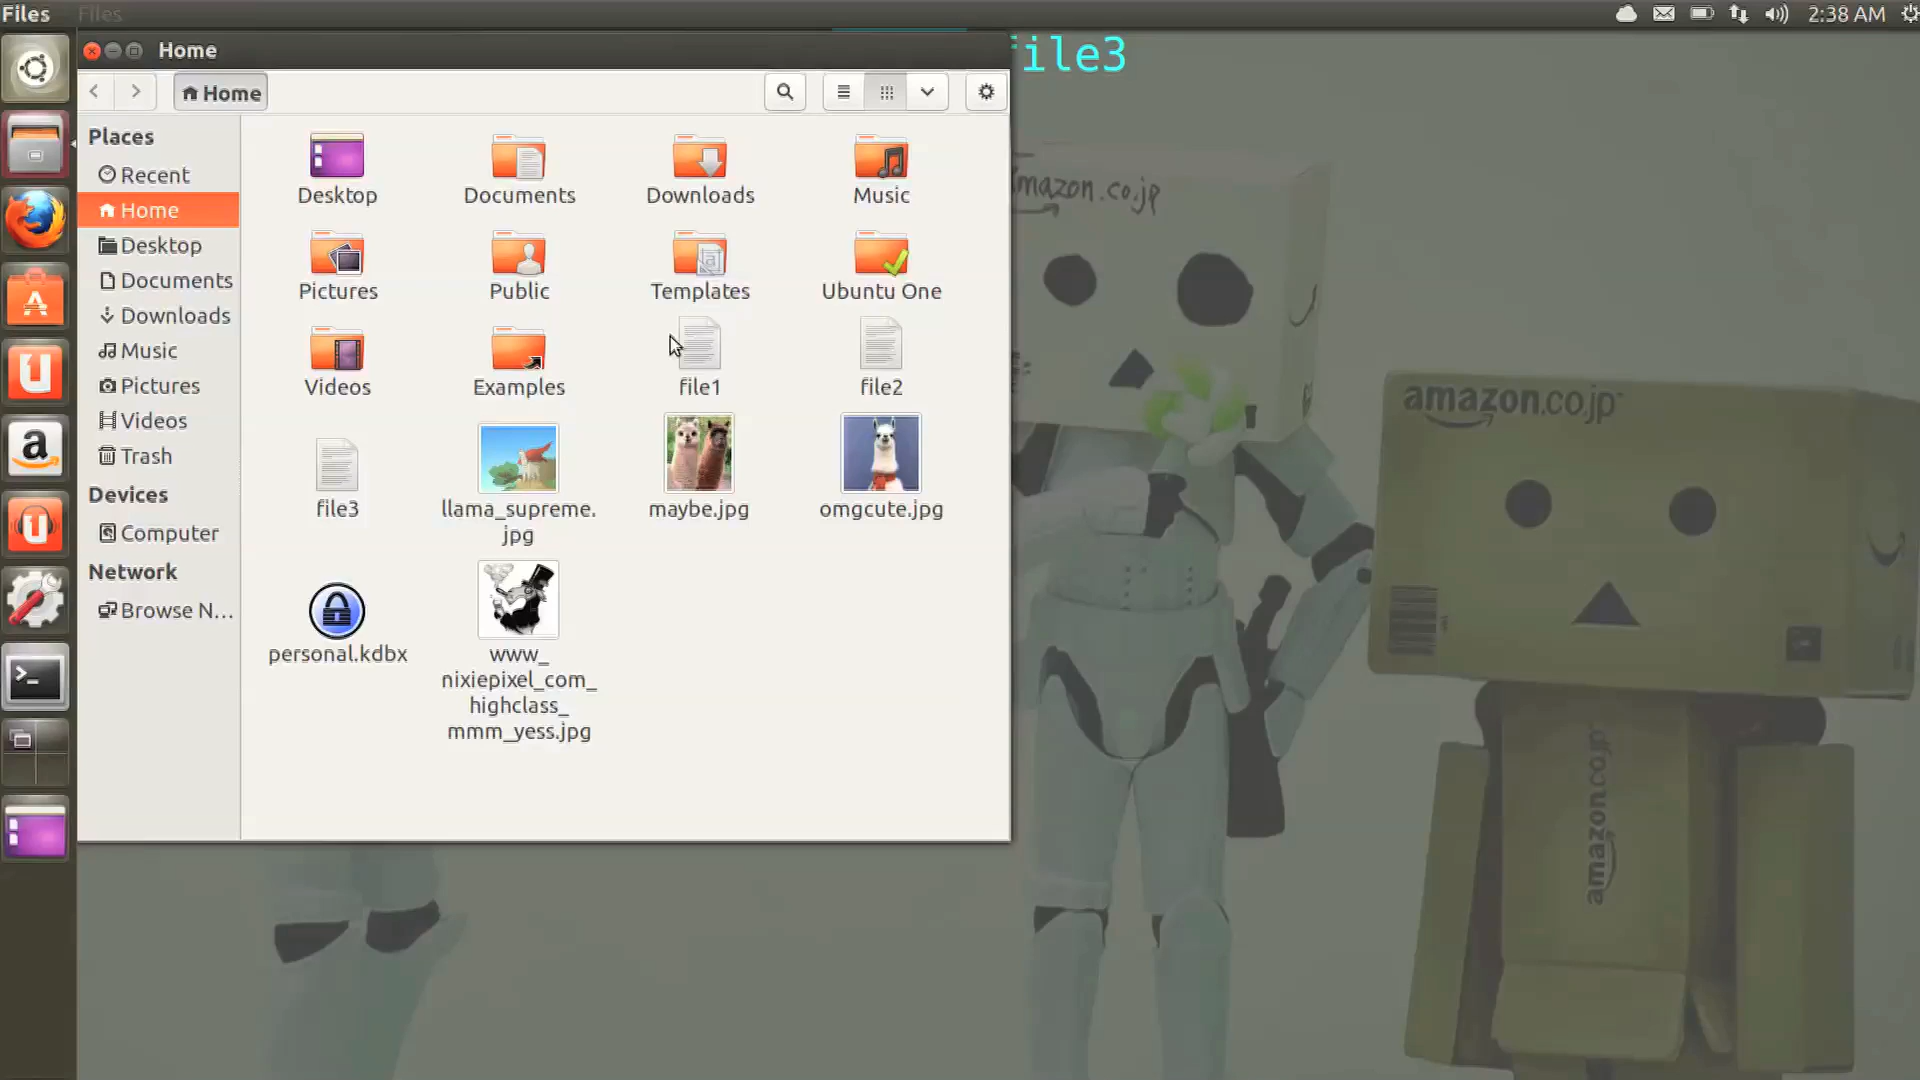 Files
Files
2:38 AM
Home
file3
Home
Places
Recent
Home
Desktop
Documents
Downloads
Music
Pictures
Videos
Trash
Devices
Computer
Network
Browse N...
Desktop
Documents
Downloads
Music
Pictures
Public
Templates
Ubuntu One
Videos
Examples
file1
file2
file3
llama_supreme.
jpg
maybe.jpg
omgcute.jpg
personal.kdbx
www_
nixiepixel_com_
highclass_
mmm_yess.jpg
amazon.co.jp
amazon.co.jp
amazon.co.jp